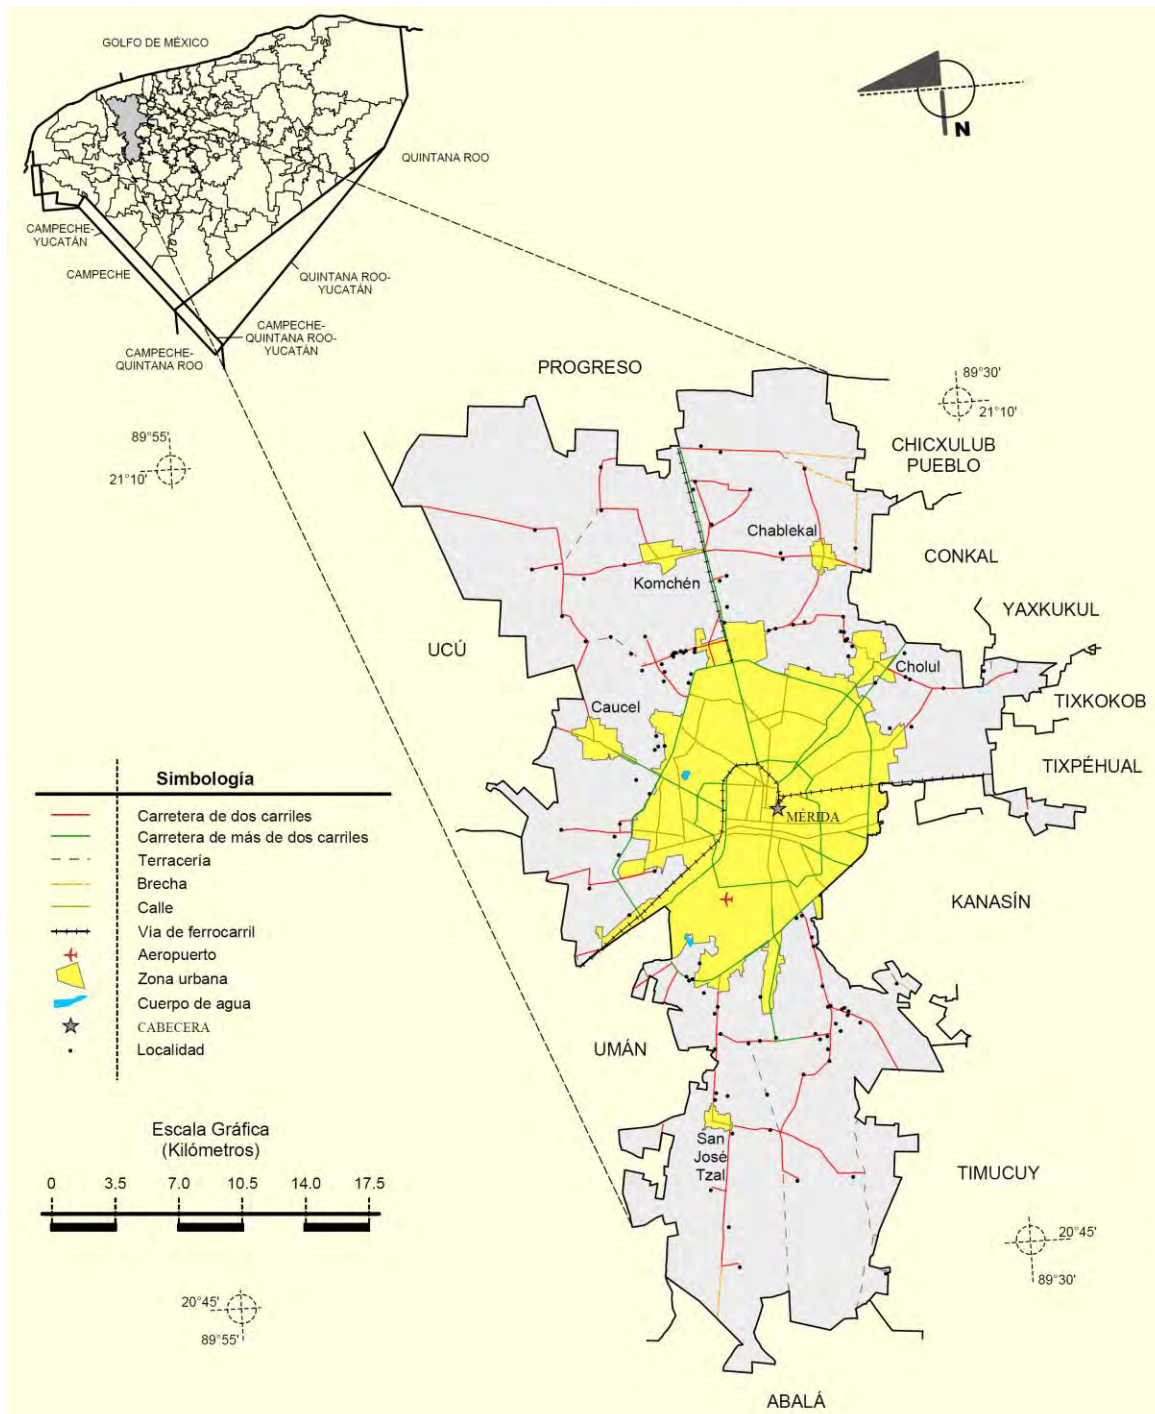 GOLFO DE MÉXICO
N
QUINTANA ROO
CAMPECHE-
YUCATÁN
CAMPECHE
QUINTANA ROO-
YUCATÁN
CAMPECHE-
QUINTANA ROO-
YUCATÁN
CAMPECHE-
QUINTANA ROO
PROGRESO
89°30'
21°10'
89°55'
21°10'
CHICXULUB
PUEBLO
Chablekal
CONKAL
Komchén
YAXKUKUL
UCÚ
Cholul
TIXKOKOB
Caucel
TIXPÉHUAL
MÉRIDA
KANASÍN
Simbología
Carretera de dos carriles
Carretera de más de dos carriles
Terracería
Brecha
Calle
Vía de ferrocarril
Aeropuerto
Zona urbana
Cuerpo de agua
CABECERA
Localidad
UMÁN
Escala Gráfica
(Kilómetros)
0 3.5 7.0 10.5 14.0 17.5
San
José
Tzal
TIMUCUY
20°45'
89°30'
20°45'
89°55'
ABALÁ